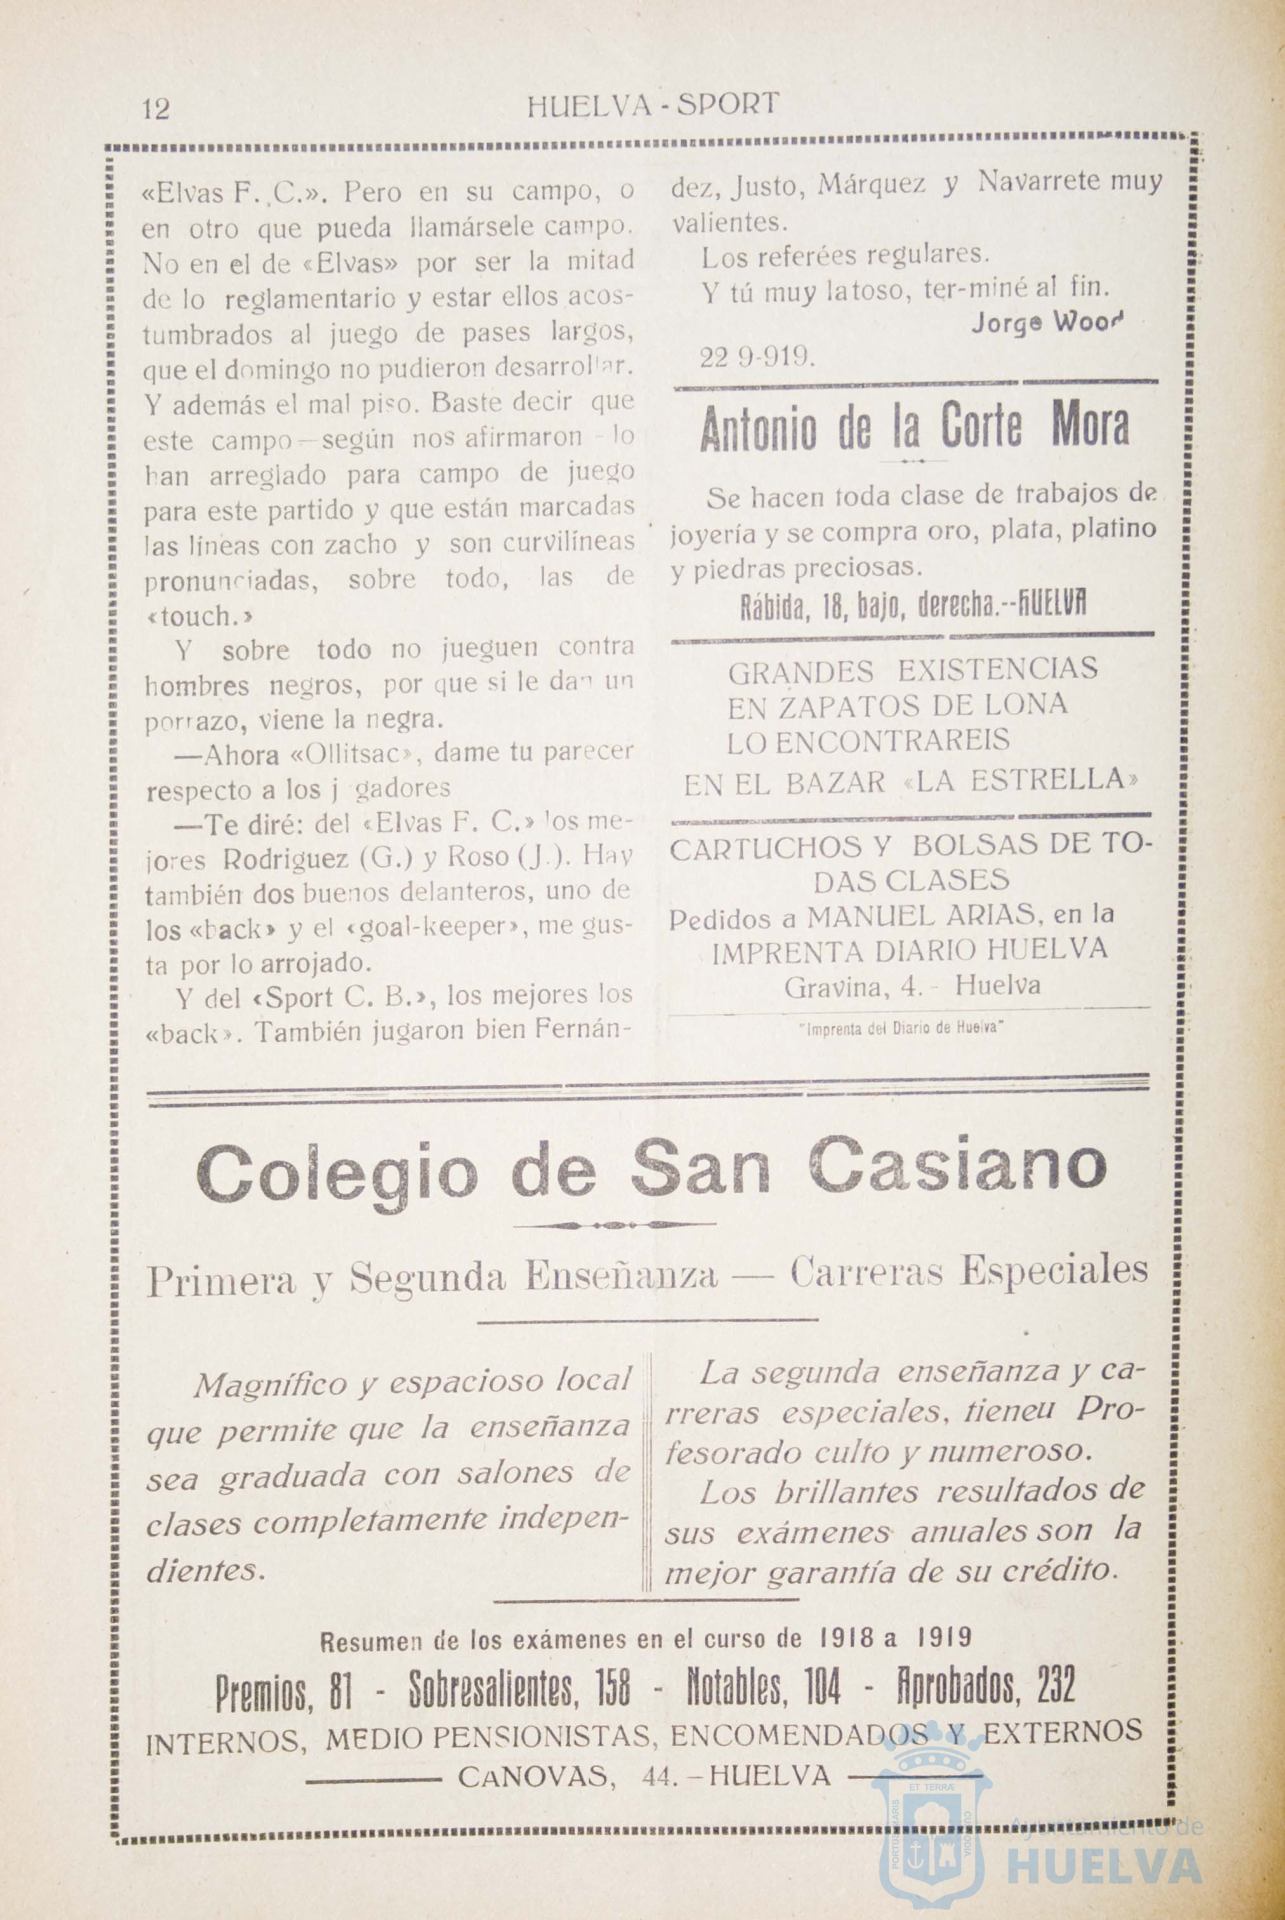 12
HUELVA - SPORT
«Elvas F. C.». Pero en su campo, o
en otro que pueda llamársele campo.
No en el de «Elvas» por ser la mitad
de lo reglamentario y estar ellos acos-
tumbrados al juego de pases largos,
que el domingo no pudieron desarrollar.
Y además el mal piso. Baste decir que
este campo—según nos afirmaron - lo
han arreglado para campo de juego
para este partido y que están marcadas
las líneas con zacho y son curvilíneas
pronunciadas, sobre todo, las de
«touch.»
Y sobre todo no jueguen contra
hombres negros, por que si le dan un
porrazo, viene la negra.
—Ahora «Ollitsac», dame tu parecer
respecto a los j gadores
—Te diré: del «Elvas F. C.» los me-
jores Rodriguez (G.) y Roso (J.). Hay
también dos buenos delanteros, uno de
los «back» y el «goal-keeper», me gus-
ta por lo arrojado.
Y del «Sport C. B.», los mejores los
«back». También jugaron bien Fernán-
dez, Justo, Márquez y Navarrete muy
valientes.
Los referées regulares.
Y tú muy latoso, ter-miné al fin.
Jorge Wood
22 9-919.
Antonio de la Corte Mora
Se hacen toda clase de trabajos de
joyería y se compra oro, plata, platino
y piedras preciosas.
Rábida, 18, bajo, derecha.--HUELVA
GRANDES EXISTENCIAS
EN ZAPATOS DE LONA
LO ENCONTRAREIS
EN EL BAZAR «LA ESTRELLA»
CARTUCHOS Y BOLSAS DE TO-
DAS CLASES
Pedidos a MANUEL ARIAS, en la
IMPRENTA DIARIO HUELVA
Gravina, 4. - Huelva
"Imprenta del Diario de Huelva"
Colegio de San Casiano
Primera y Segunda Enseñanza — Carreras Especiales
Magnífico y espacioso local
que permite que la enseñanza
sea graduada con salones de
clases completamente indepen-
dientes.
La segunda enseñanza y ca-
rreras especiales, tieneu Pro-
fesorado culto y numeroso.
Los brillantes resultados de
sus exámenes anuales son la
mejor garantía de su crédito.
Resumen de los exámenes en el curso de 1918 a 1919
Premios, 81 - Sobresalientes, 158 - Notables, 104 - Aprobados, 232
INTERNOS, MEDIO PENSIONISTAS, ENCOMENDADOS Y EXTERNOS
CANOVAS, 44. - HUELVA
ET TERRÆ
PORTUS MARIS
CUSTODIA
Ayuntamiento de
HUELVA